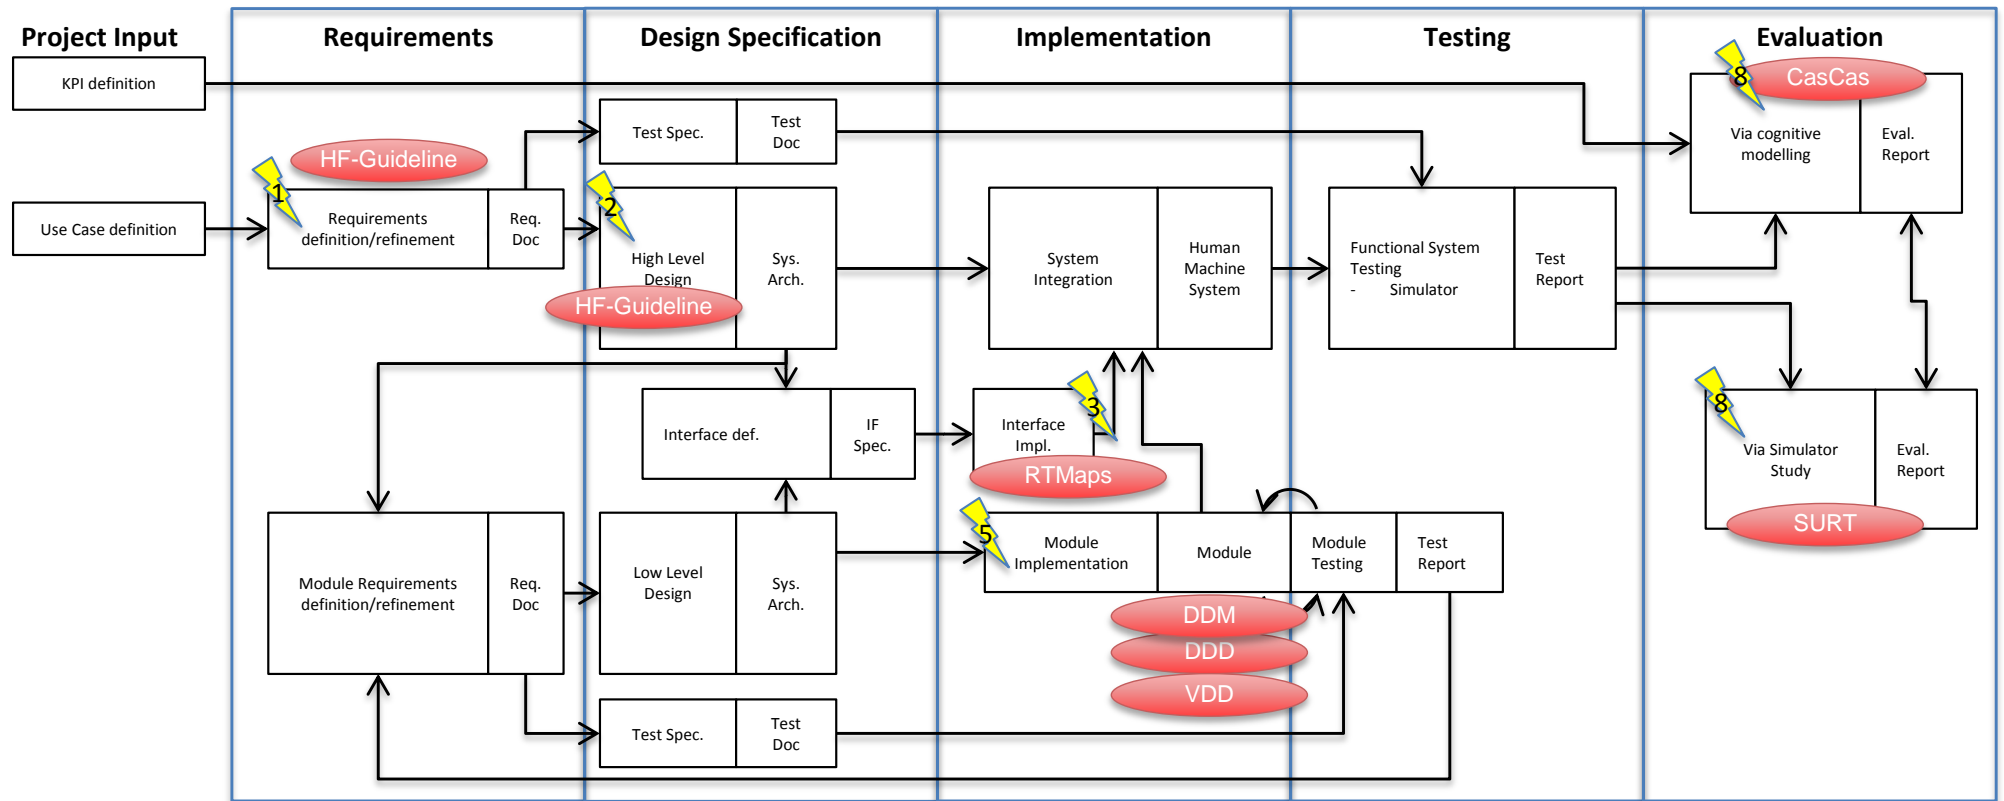 Project Input
Requirements
Design Specification
Implementation
Testing
Evaluation
KPI definition
Use Case definition
HF-Guideline
1
Requirements
definition/refinement
Req.
Doc
Test Spec.
Test
Doc
2
High Level
Design
Sys.
Arch.
HF-Guideline
Interface def.
IF
Spec.
Module Requirements
definition/refinement
Req.
Doc
Low Level
Design
Sys.
Arch.
Test Spec.
Test
Doc
System
Integration
Human
Machine
System
Interface
Impl.
3
RTMaps
5
Module
Implementation
Module
Module
Testing
Test
Report
DDM
DDD
VDD
Functional System
Testing
- Simulator
Test
Report
8
CasCas
Via cognitive
modelling
Eval.
Report
8
Via Simulator
Study
Eval.
Report
SURT